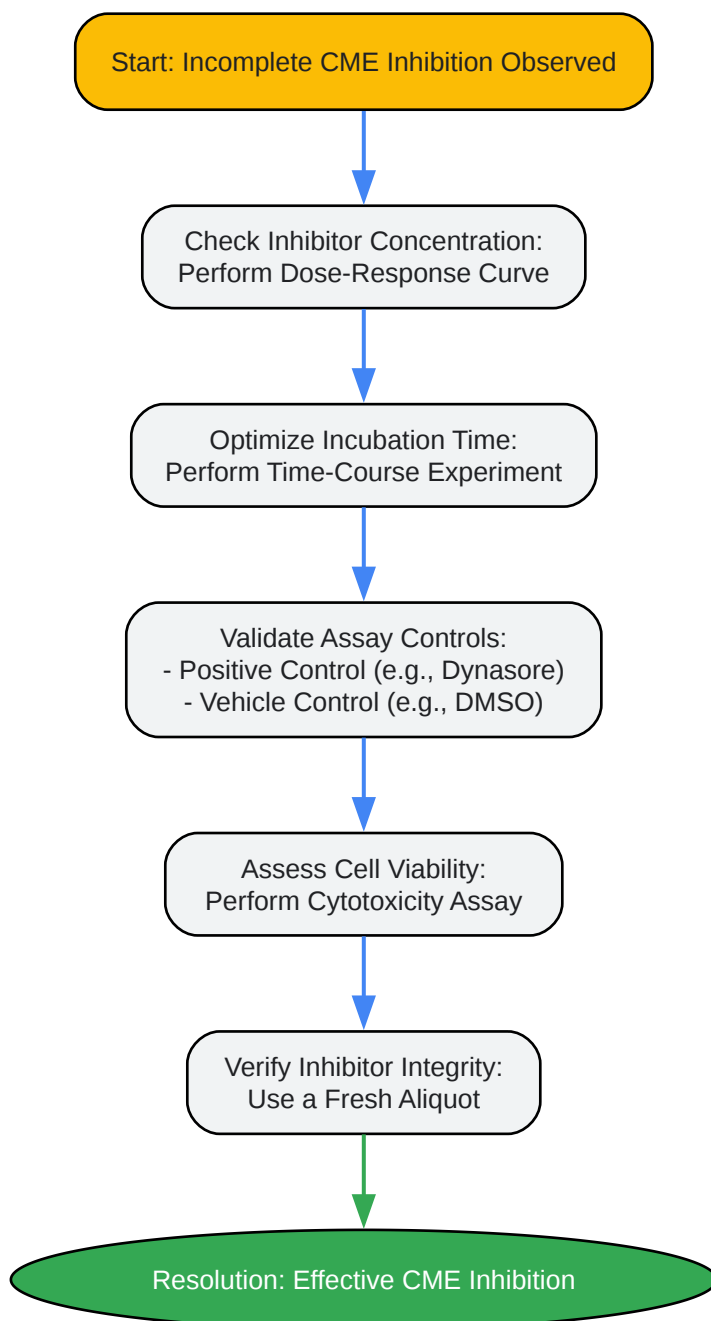 Start: Incomplete CME Inhibition Observed
Check Inhibitor Concentration:
Perform Dose-Response Curve
Optimize Incubation Time:
Perform Time-Course Experiment
Validate Assay Controls:
- Positive Control (e.g., Dynasore)
- Vehicle Control (e.g., DMSO)
Assess Cell Viability:
Perform Cytotoxicity Assay
Verify Inhibitor Integrity:
Use a Fresh Aliquot
Resolution: Effective CME Inhibition